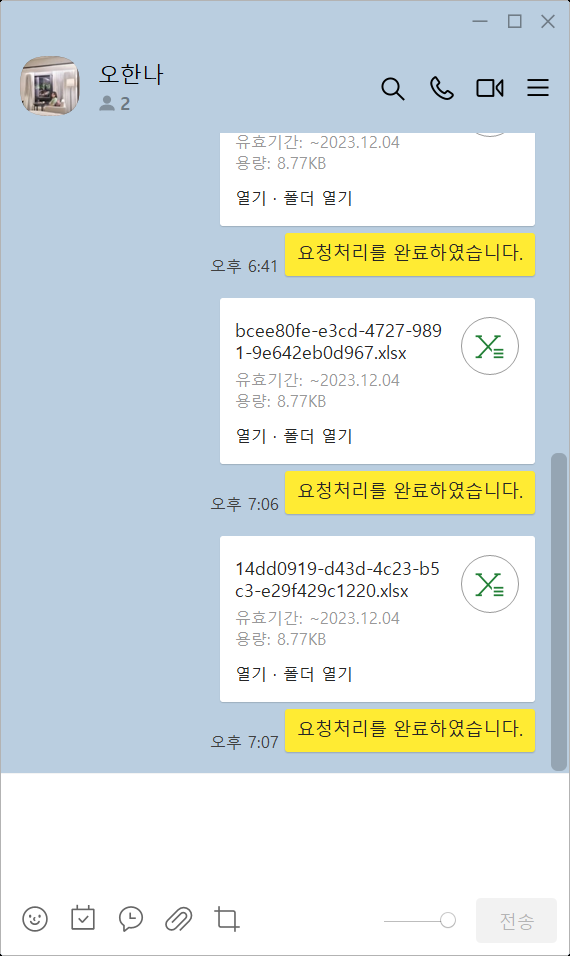 오한나
2
유효기간: ~2023.12.04
용량: 8.77KB
열기 · 폴더 열기
요청처리를 완료하였습니다.
오후 6:41
bcee80fe-e3cd-4727-989
1-9e642eb0d967.xlsx
유효기간: ~2023.12.04
용량: 8.77KB
열기 · 폴더 열기
요청처리를 완료하였습니다.
오후 7:06
14dd0919-d43d-4c23-b5
c3-e29f429c1220.xlsx
유효기간: ~2023.12.04
용량: 8.77KB
열기 · 폴더 열기
요청처리를 완료하였습니다.
오후 7:07
전송